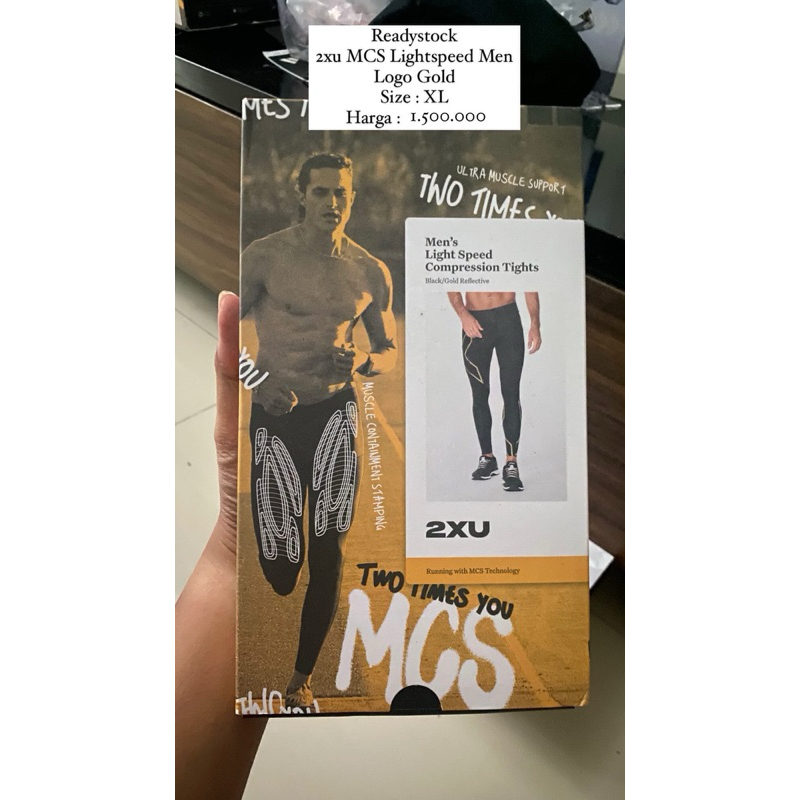 Readystock
2xu MCS Lightspeed Men
Logo Gold
Size : XL
Harga : 1.500.000
ULTRA MUSCLE SUPPORT
TWO TIMES
Men's
Light Speed
Compression Tights
Black/Gold Reflective
YOU
MUSCLE CONTAINMENT STAMPING
2XU
Running with MCS Technology
TWO TIMES YOU
MCS